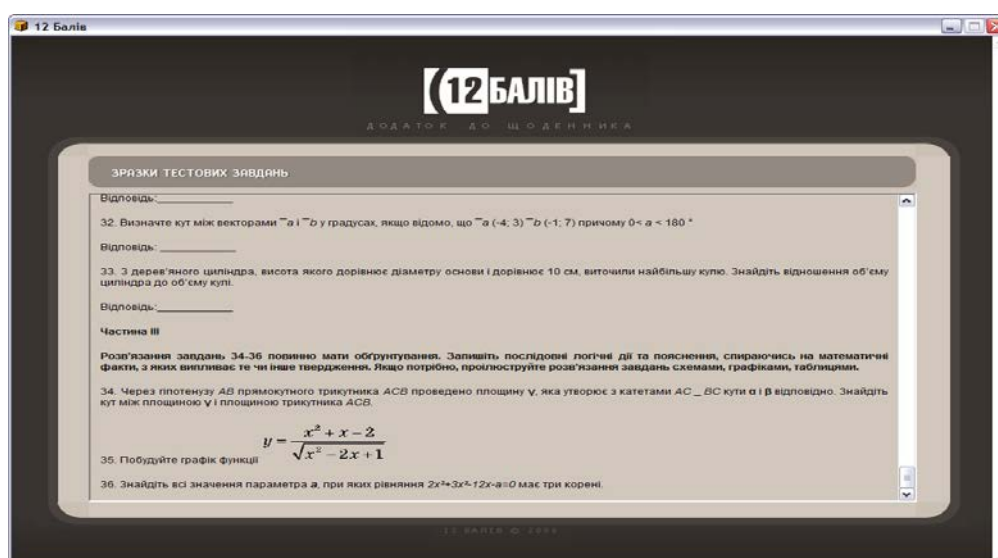 12 Балів
(12БАЛІВ]
ДОДАТОК ДО ЩОДЕННИКА
ЗРАЗКИ ТЕСТОВИХ ЗАВДАНЬ
Відповідь:____________
32. Визначте кут між векторами ¯a і ¯b у градусах, якщо відомо, що ¯a (-4; 3) ¯b (-1; 7) причому 0< a < 180 °
Відповідь: ____________
33. З дерев'яного циліндра, висота якого дорівнює діаметру основи і дорівнює 10 см, виточили найбільшу кулю. Знайдіть відношення об'єму
циліндра до об'єму кулі.
Відповідь:____________
Частина III
Розв'язання завдань 34-36 повинно мати обґрунтування. Запишіть послідовні логічні дії та пояснення, спираючись на математичні
факти, з яких випливає те чи інше твердження. Якщо потрібно, проілюструйте розв'язання завдань схемами, графіками, таблицями.
34. Через гіпотенузу AB прямокутного трикутника ACB проведено площину γ, яка утворює з катетами AC _ BC кути α і β відповідно. Знайдіть
кут між площиною γ і площиною трикутника ACB.
35. Побудуйте графік функції y = (x² + x − 2) / √(x² − 2x + 1)
36. Знайдіть всі значення параметра a, при яких рівняння 2x³+3x²-12x-a=0 має три корені.